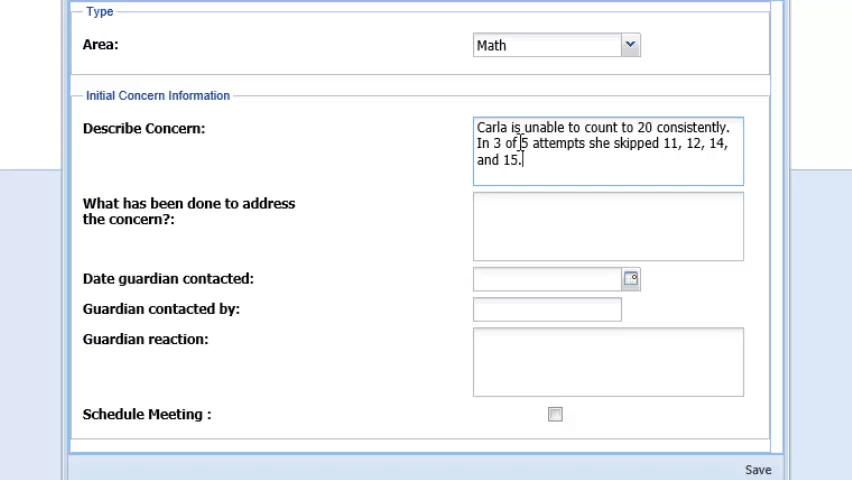 Type
Area:
Math
Initial Concern Information
Describe Concern:
Carla is unable to count to 20 consistently.
In 3 of 5 attempts she skipped 11, 12, 14,
and 15.
What has been done to address
the concern?:
Date guardian contacted:
Guardian contacted by:
Guardian reaction:
Schedule Meeting :
Save